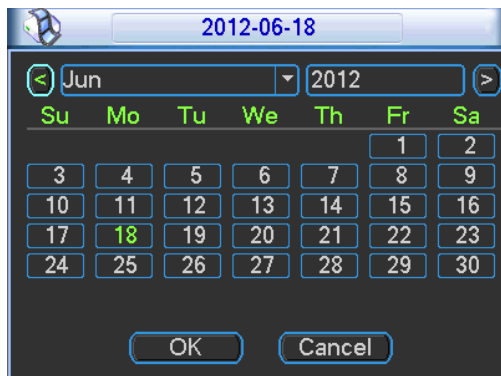 2012-06-18
< Jun 2012 >
Su Mo Tu We Th Fr Sa
1 2
3 4 5 6 7 8 9
10 11 12 13 14 15 16
17 18 19 20 21 22 23
24 25 26 27 28 29 30
OK Cancel